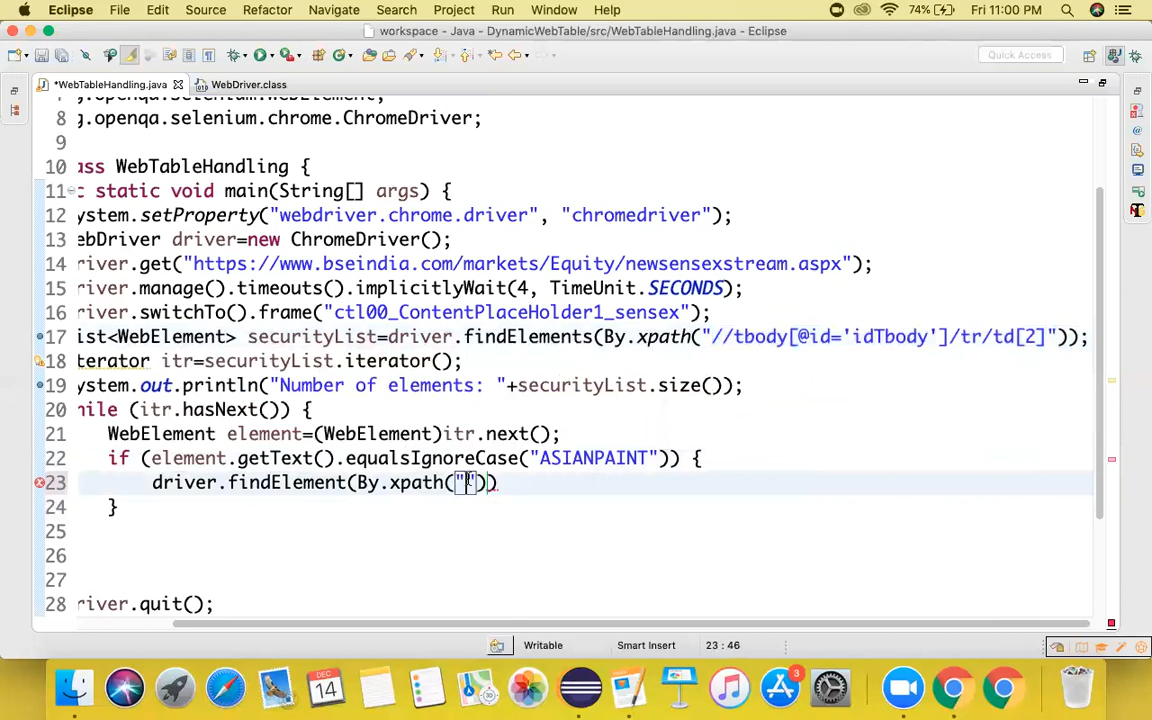 Eclipse File Edit Source Refactor Navigate Search Project Run Window Help 74% Fri 11:00 PM
workspace - Java - DynamicWebTable/src/WebTableHandling.java - Eclipse
Quick Access
*WebTableHandling.java WebDriver.class
7 g.openqa.selenium.WebElement;
8 g.openqa.selenium.chrome.ChromeDriver;
9
10 ass WebTableHandling {
11 c static void main(String[] args) {
12 ystem.setProperty("webdriver.chrome.driver", "chromedriver");
13 ebDriver driver=new ChromeDriver();
14 river.get("https://www.bseindia.com/markets/Equity/newsensexstream.aspx");
15 river.manage().timeouts().implicitlyWait(4, TimeUnit.SECONDS);
16 river.switchTo().frame("ctl00_ContentPlaceHolder1_sensex");
17 ist<WebElement> securityList=driver.findElements(By.xpath("//tbody[@id='idTbody']/tr/td[2]"));
18 terator itr=securityList.iterator();
19 ystem.out.println("Number of elements: "+securityList.size());
20 hile (itr.hasNext()) {
21 WebElement element=(WebElement)itr.next();
22 if (element.getText().equalsIgnoreCase("ASIANPAINT")) {
23 driver.findElement(By.xpath(""))
24 }
25
26
27
28 river.quit();
Writable Smart Insert 23 : 46
DEC
14
3